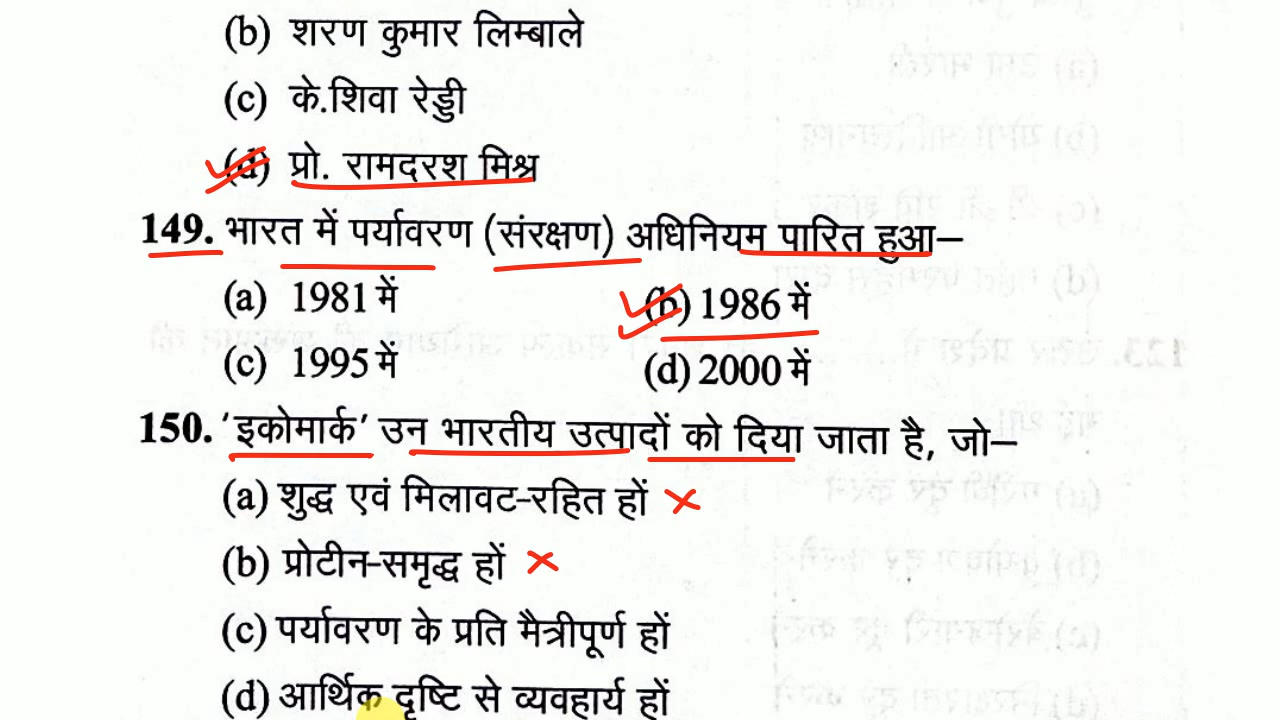 (b) शरण कुमार लिम्बाले
(c) के.शिवा रेड्डी
(d) प्रो. रामदरश मिश्र
149. भारत में पर्यावरण (संरक्षण) अधिनियम पारित हुआ–
(a) 1981 में (b) 1986 में
(c) 1995 में (d) 2000 में
150. 'इकोमार्क' उन भारतीय उत्पादों को दिया जाता है, जो–
(a) शुद्ध एवं मिलावट-रहित हों
(b) प्रोटीन-समृद्ध हों
(c) पर्यावरण के प्रति मैत्रीपूर्ण हों
(d) आर्थिक दृष्टि से व्यवहार्य हों